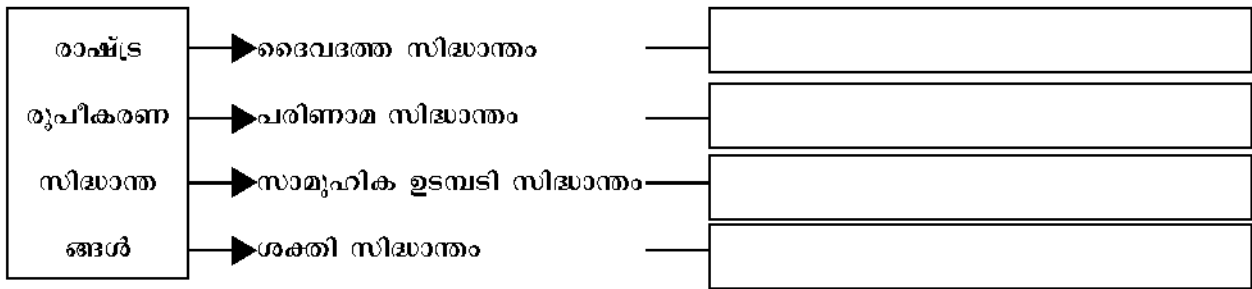 രാഷ്ട്ര
രുപീകരണ
സിദ്ധാന്ത
ങ്ങൾ
ദൈവദത്ത സിദ്ധാന്തം
പരിണാമ സിദ്ധാന്തം
സാമുഹിക ഉടമ്പടി സിദ്ധാന്തം
ശക്തി സിദ്ധാന്തം